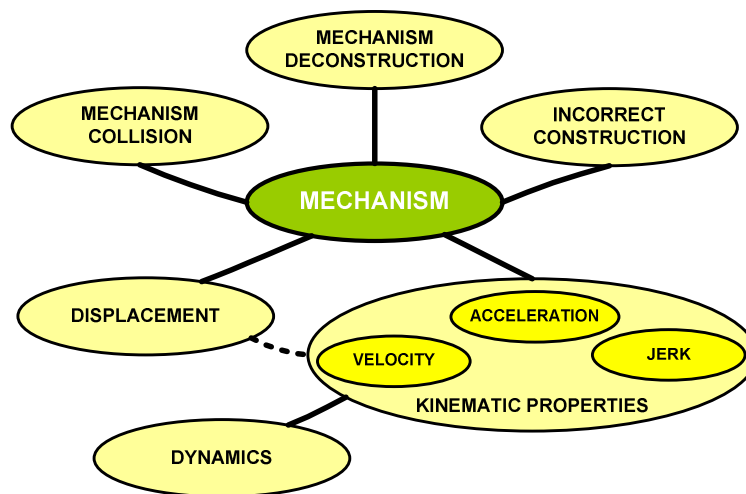 MECHANISM
DECONSTRUCTION
MECHANISM
COLLISION
INCORRECT
CONSTRUCTION
MECHANISM
DISPLACEMENT
ACCELERATION
VELOCITY
JERK
KINEMATIC PROPERTIES
DYNAMICS